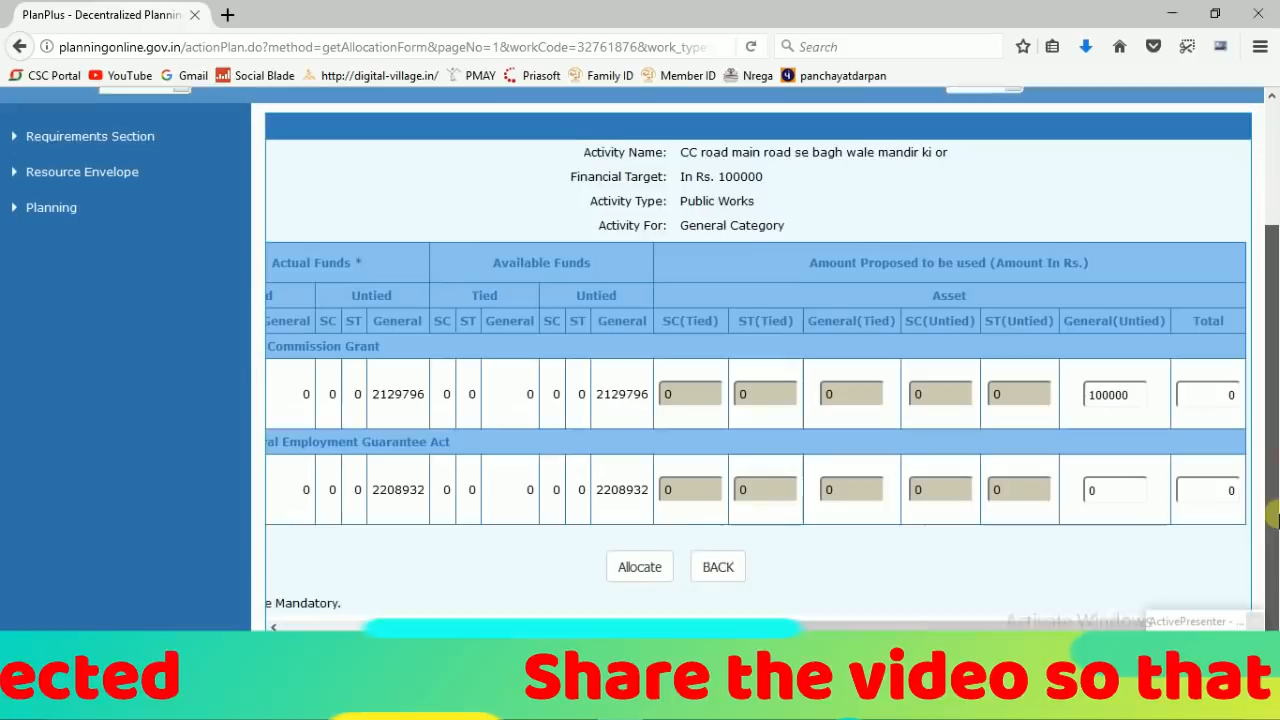 PlanPlus - Decentralized Plannin
planningonline.gov.in/actionPlan.do?method=getAllocationForm&pageNo=1&workCode=32761876&work_type
Search
CSC Portal YouTube Gmail Social Blade http://digital-village.in/ PMAY Priasoft Family ID Member ID Nrega panchayatdarpan
Requirements Section
Resource Envelope
Planning
Activity Name: CC road main road se bagh wale mandir ki or
Financial Target: In Rs. 100000
Activity Type: Public Works
Activity For: General Category
Actual Funds * Available Funds Amount Proposed to be used (Amount In Rs.)
d Untied Tied Untied Asset
General SC ST General SC ST General SC ST General SC(Tied) ST(Tied) General(Tied) SC(Untied) ST(Untied) General(Untied) Total
Commission Grant
0 0 0 2129796 0 0 0 0 0 2129796 0 0 0 0 0 100000 0
al Employment Guarantee Act
0 0 0 2208932 0 0 0 0 0 2208932 0 0 0 0 0 0 0
Allocate BACK
e Mandatory.
Activate Windows
ActivePresenter - ...
ected Share the video so that